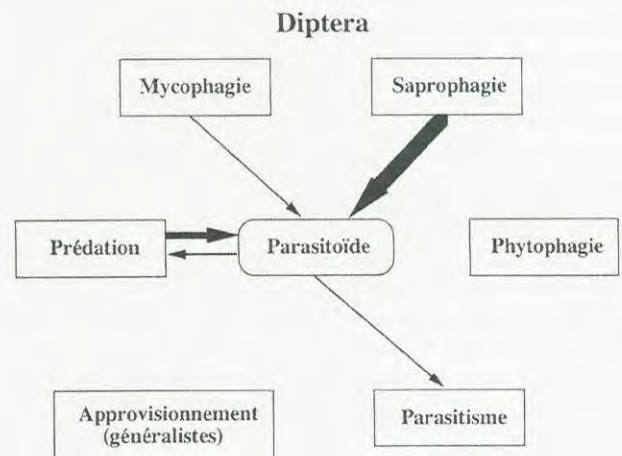 Diptera
Mycophagie
Saprophagie
Prédation
Parasitoïde
Phytophagie
Approvisionnement
(généralistes)
Parasitisme